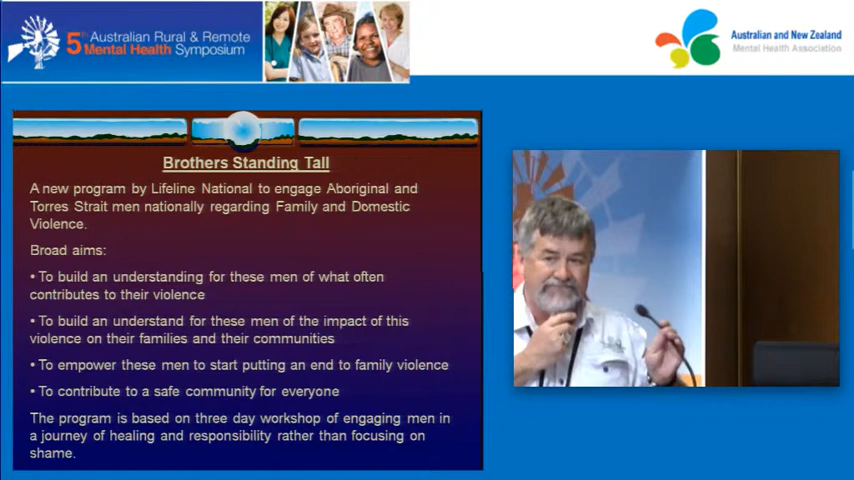 5th Australian Rural & Remote
Mental Health Symposium
Australian and New Zealand
Mental Health Association
Brothers Standing Tall
A new program by Lifeline National to engage Aboriginal and
Torres Strait men nationally regarding Family and Domestic
Violence.
Broad aims:
• To build an understanding for these men of what often
contributes to their violence
• To build an understand for these men of the impact of this
violence on their families and their communities
• To empower these men to start putting an end to family violence
• To contribute to a safe community for everyone
The program is based on three day workshop of engaging men in
a journey of healing and responsibility rather than focusing on
shame.